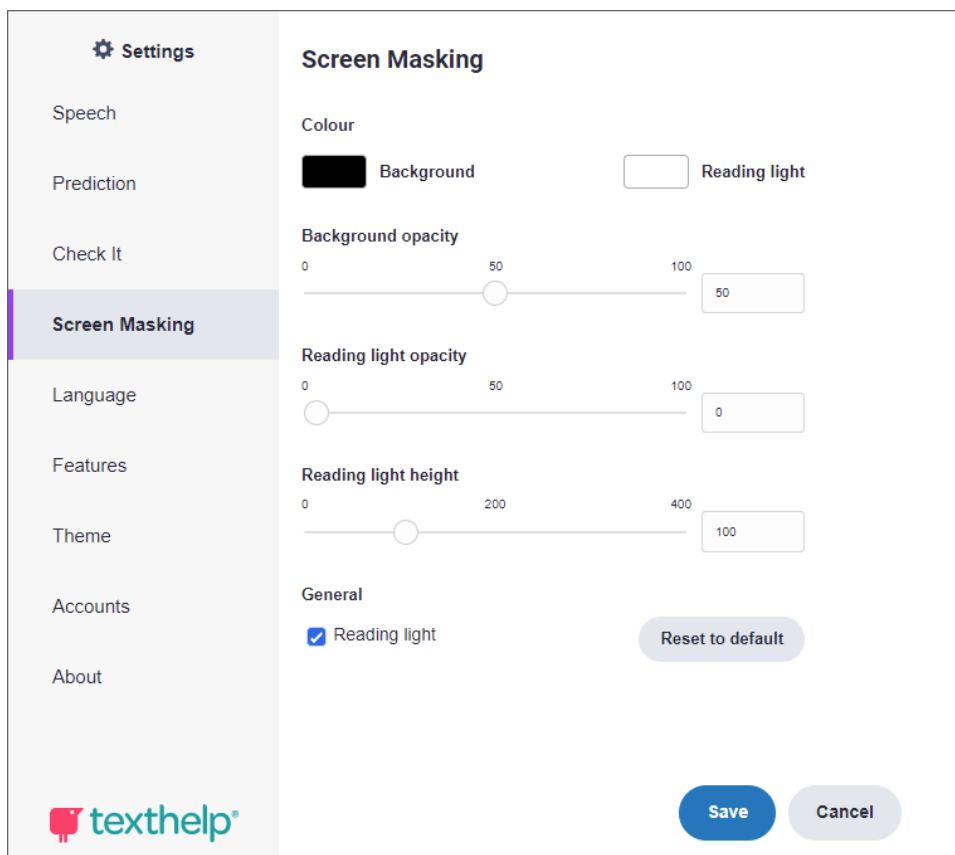 Settings
Speech
Prediction
Check It
Screen Masking
Language
Features
Theme
Accounts
About
texthelp®
Screen Masking
Colour
Background Reading light
Background opacity
0 50 100
50
Reading light opacity
0 50 100
0
Reading light height
0 200 400
100
General
Reading light Reset to default
Save Cancel